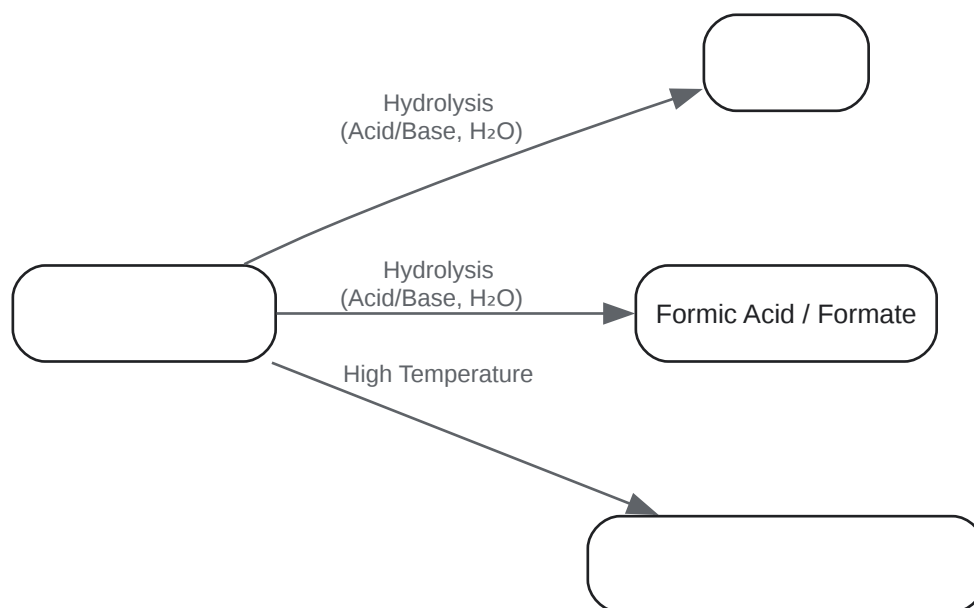 Hydrolysis
(Acid/Base, H₂O)
Hydrolysis
(Acid/Base, H₂O)
Formic Acid / Formate
High Temperature